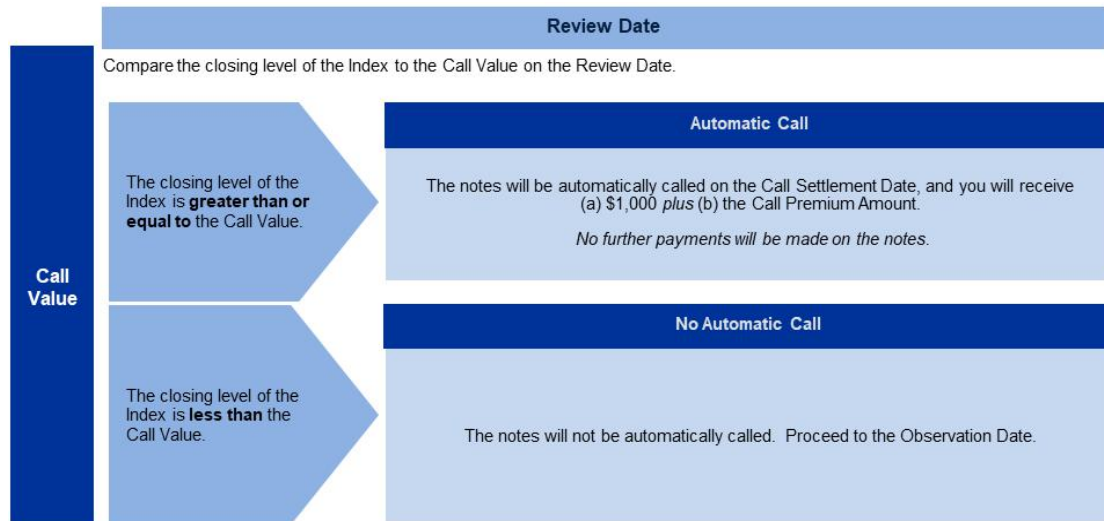 Review Date
Compare the closing level of the Index to the Call Value on the Review Date.
Call
Value
The closing level of the
Index is greater than or
equal to the Call Value.
Automatic Call
The notes will be automatically called on the Call Settlement Date, and you will receive
(a) $1,000 plus (b) the Call Premium Amount.
No further payments will be made on the notes.
The closing level of the
Index is less than the
Call Value.
No Automatic Call
The notes will not be automatically called. Proceed to the Observation Date.